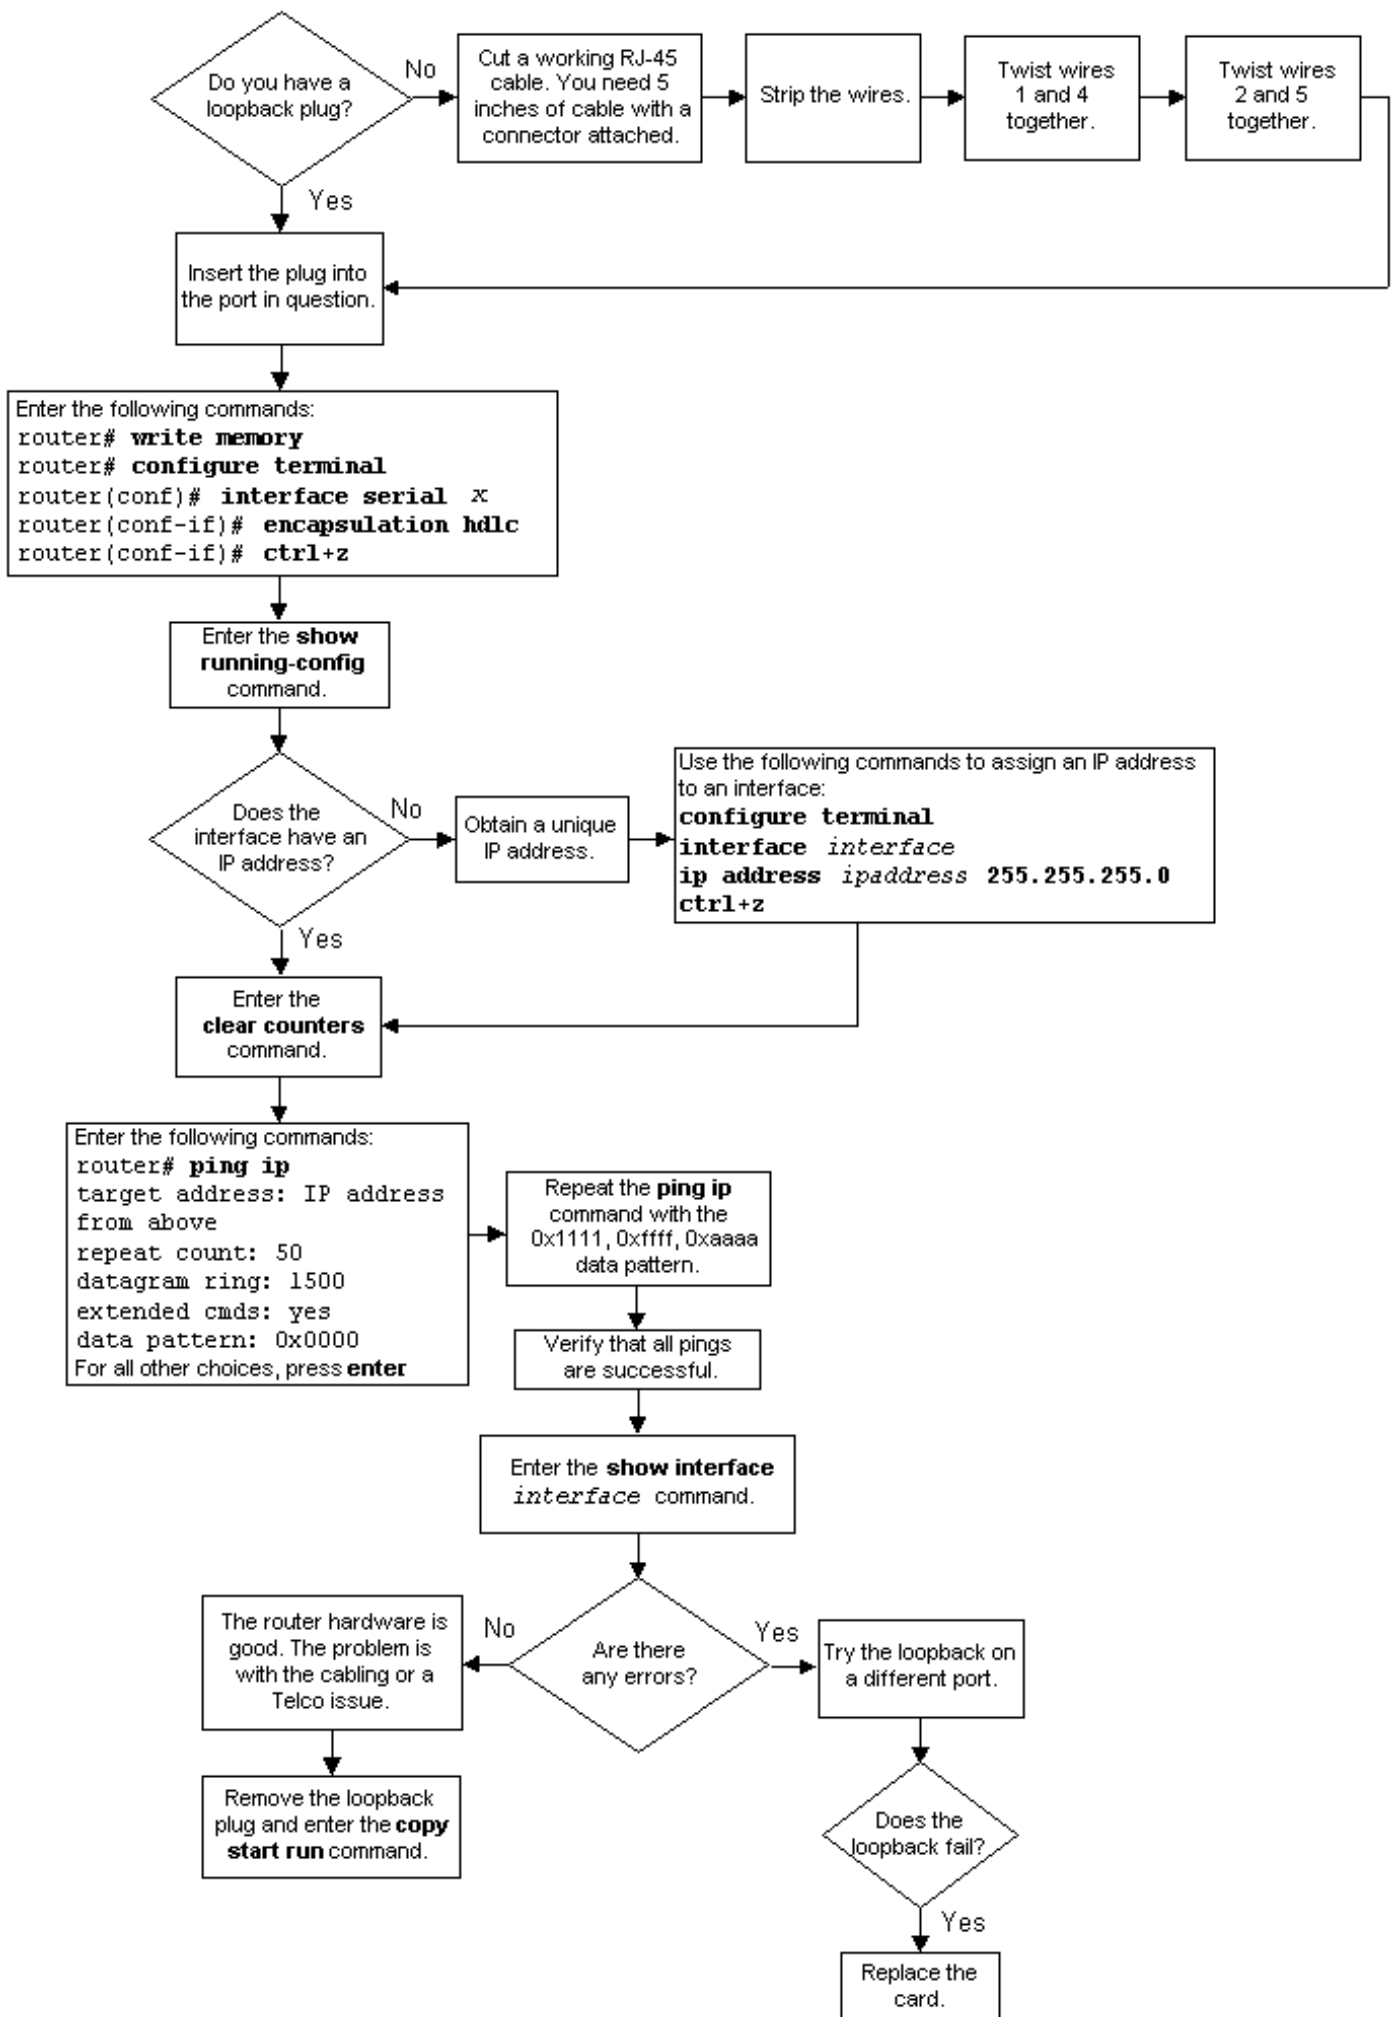 Do you have a
loopback plug?
No
Cut a working RJ-45
cable. You need 5
inches of cable with a
connector attached.
Strip the wires.
Twist wires
1 and 4
together.
Twist wires
2 and 5
together.
Yes
Insert the plug into
the port in question.
Enter the following commands:
router# write memory
router# configure terminal
router(conf)# interface serial x
router(conf-if)# encapsulation hdlc
router(conf-if)# ctrl+z
Enter the show
running-config
command.
Does the
interface have an
IP address?
No
Obtain a unique
IP address.
Use the following commands to assign an IP address
to an interface:
configure terminal
interface interface
ip address ipaddress 255.255.255.0
ctrl+z
Yes
Enter the
clear counters
command.
Enter the following commands:
router# ping ip
target address: IP address
from above
repeat count: 50
datagram ring: 1500
extended cmds: yes
data pattern: 0x0000
For all other choices, press enter
Repeat the ping ip
command with the
0x1111, 0xffff, 0xaaaa
data pattern.
Verify that all pings
are successful.
Enter the show interface
interface command.
Are there
any errors?
No
The router hardware is
good. The problem is
with the cabling or a
Telco issue.
Remove the loopback
plug and enter the copy
start run command.
Yes
Try the loopback on
a different port.
Does the
loopback fail?
Yes
Replace the
card.